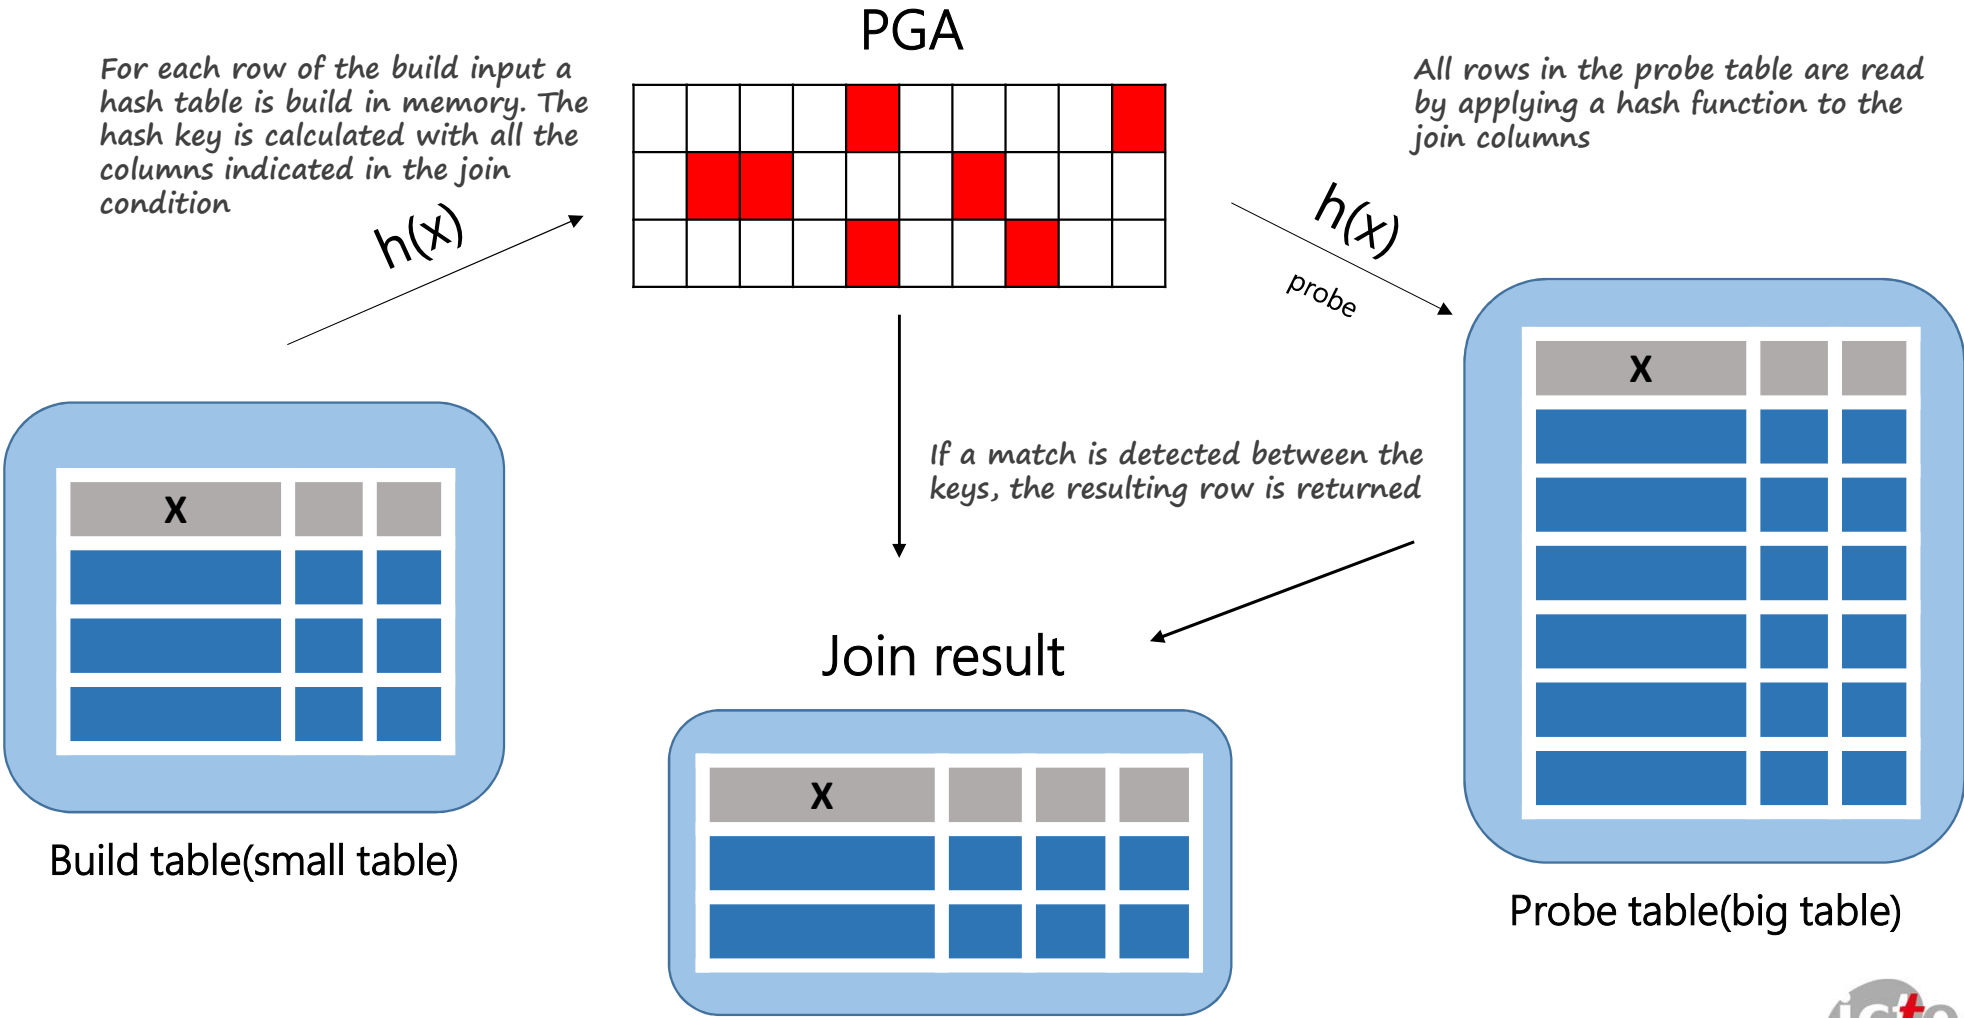 PGA
For each row of the build input a
hash table is build in memory. The
hash key is calculated with all the
columns indicated in the join
condition
h(x)
All rows in the probe table are read
by applying a hash function to the
join columns
h(x)
probe
If a match is detected between the
keys, the resulting row is returned
X
X
Join result
X
Build table(small table)
Probe table(big table)